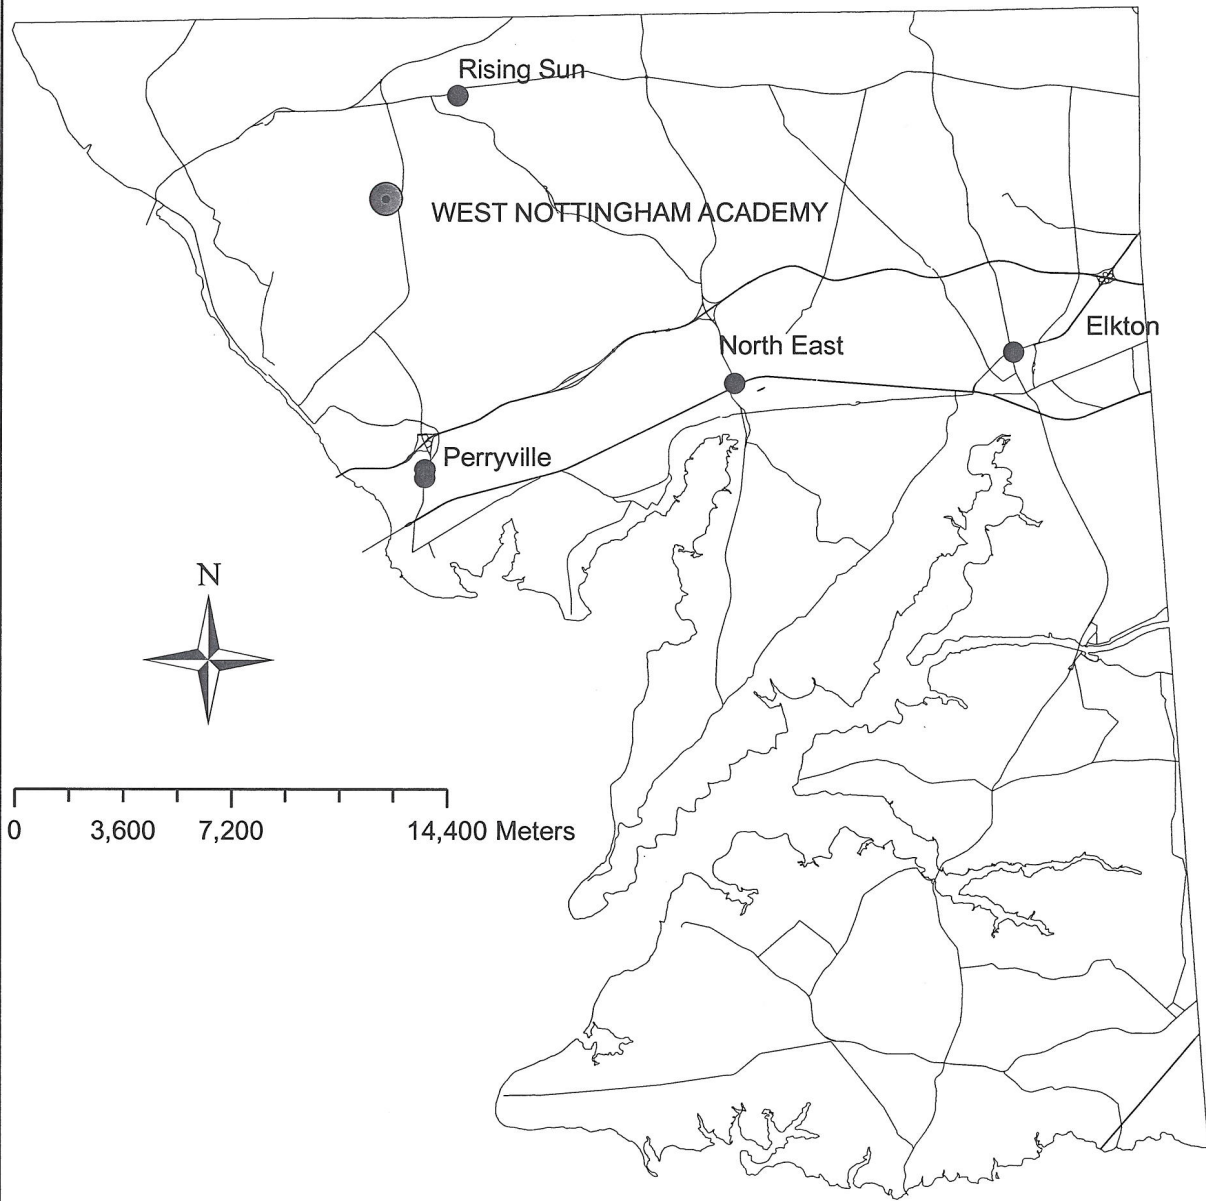 Rising Sun
WEST NOTTINGHAM ACADEMY
Elkton
North East
Perryville
N
0 3,600 7,200 14,400 Meters